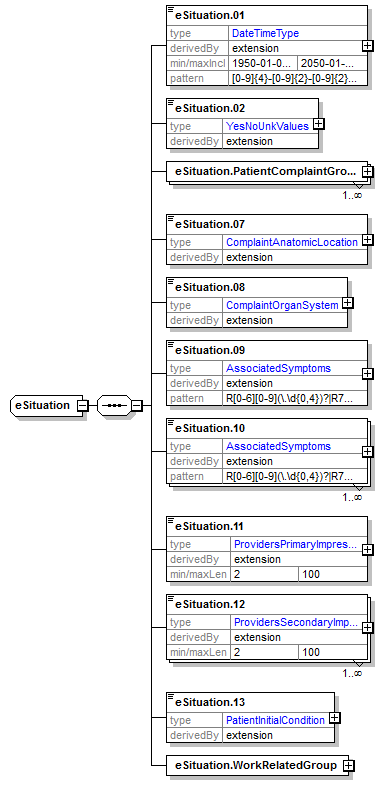 eSituation.01
type DateTimeType
derivedBy extension
min/maxIncl 1950-01-0... 2050-01-...
pattern [0-9]{4}-[0-9]{2}-[0-9]{2}...
eSituation.02
type YesNoUnkValues
derivedBy extension
eSituation.PatientComplaintGro...
1..∞
eSituation.07
type ComplaintAnatomicLocation
derivedBy extension
eSituation.08
type ComplaintOrganSystem
derivedBy extension
eSituation.09
type AssociatedSymptoms
derivedBy extension
pattern R[0-6][0-9](\.\d{0,4})?|R7...
eSituation
eSituation.10
type AssociatedSymptoms
derivedBy extension
pattern R[0-6][0-9](\.\d{0,4})?|R7...
1..∞
eSituation.11
type ProvidersPrimaryImpres...
derivedBy extension
min/maxLen 2 100
eSituation.12
type ProvidersSecondaryImp...
derivedBy extension
min/maxLen 2 100
1..∞
eSituation.13
type PatientInitialCondition
derivedBy extension
eSituation.WorkRelatedGroup